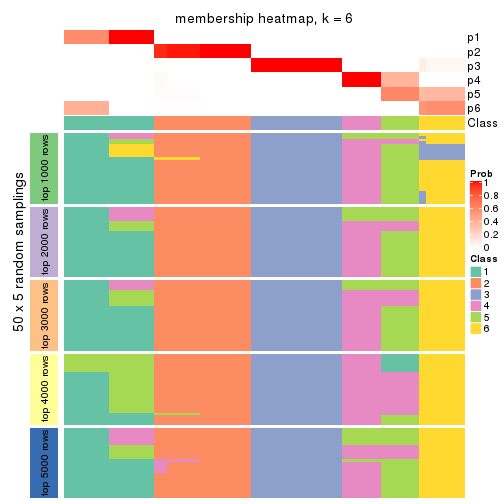 membership heatmap, k = 6
p1
p2
p3
p4
p5
p6
Class
50 x 5 random samplings
top 1000 rows
top 2000 rows
top 3000 rows
top 4000 rows
top 5000 rows
Prob
1
0.8
0.6
0.4
0.2
0
Class
1
2
3
4
5
6